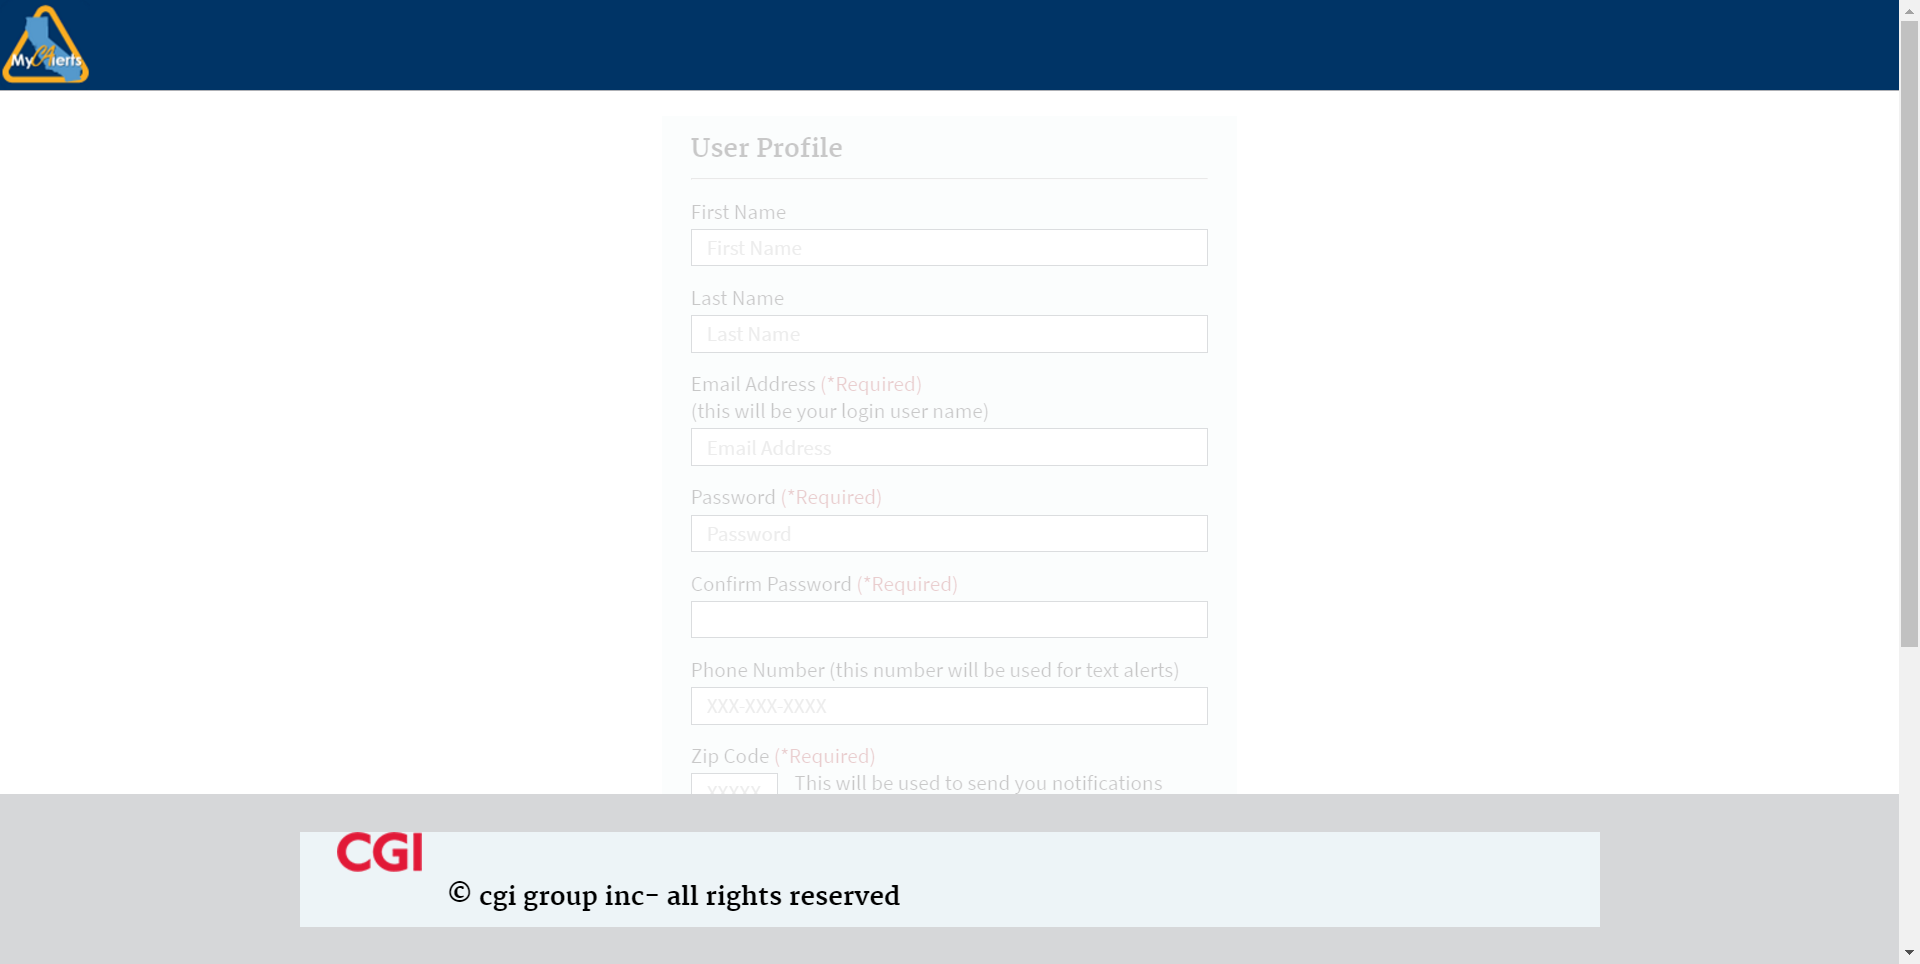 MyCAlerts
User Profile
First Name
First Name
Last Name
Last Name
Email Address (*Required)
(this will be your login user name)
Email Address
Password (*Required)
Password
Confirm Password (*Required)
Phone Number (this number will be used for text alerts)
XXX-XXX-XXXX
Zip Code (*Required)
XXXXX This will be used to send you notifications
CGI
© cgi group inc- all rights reserved